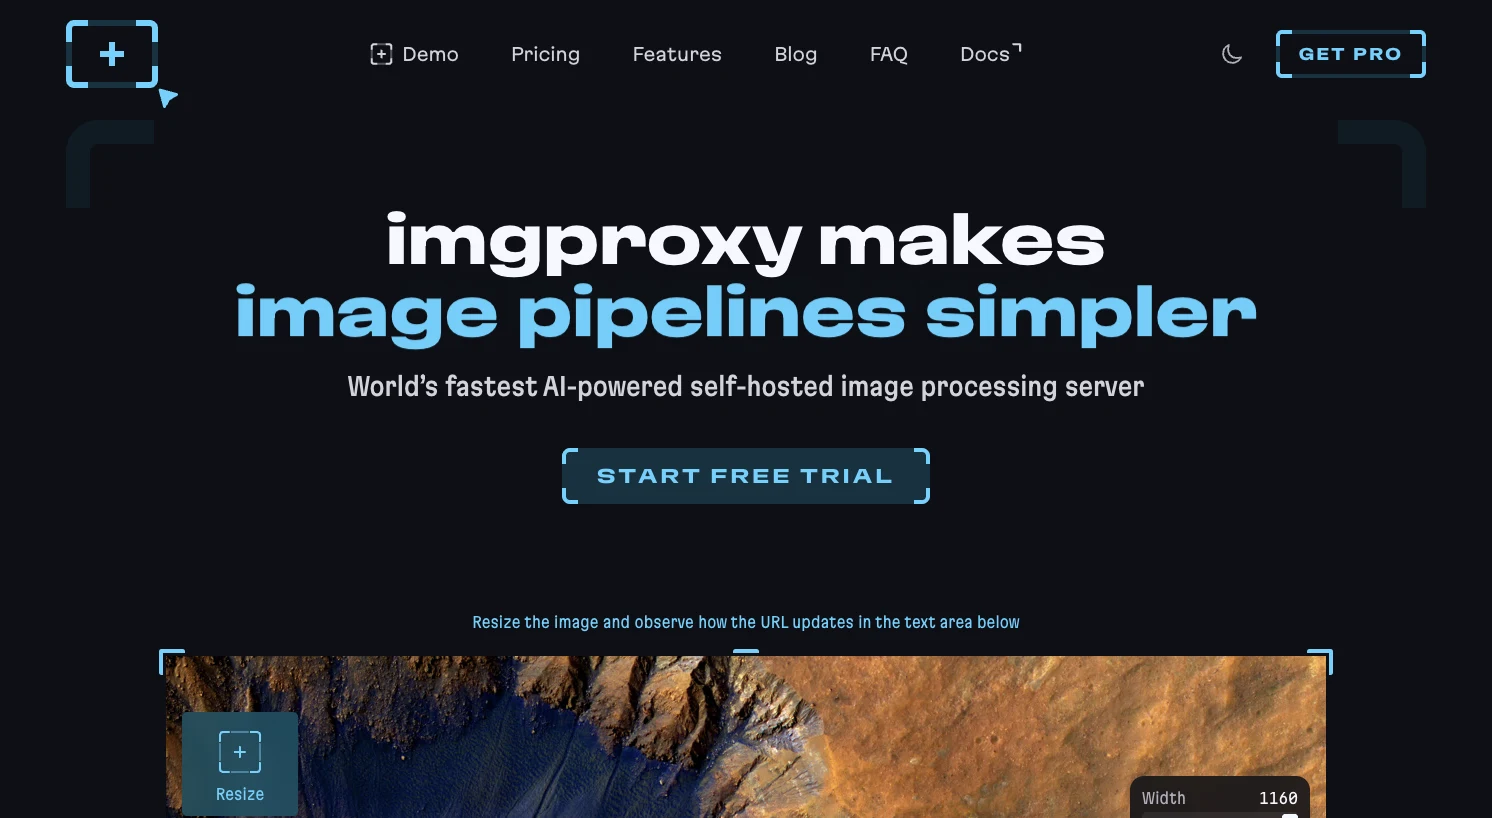 Demo Pricing Features Blog FAQ Docs GET PRO
imgproxy makes
image pipelines simpler
World’s fastest AI-powered self-hosted image processing server
START FREE TRIAL
Resize the image and observe how the URL updates in the text area below
Resize
Width 1160